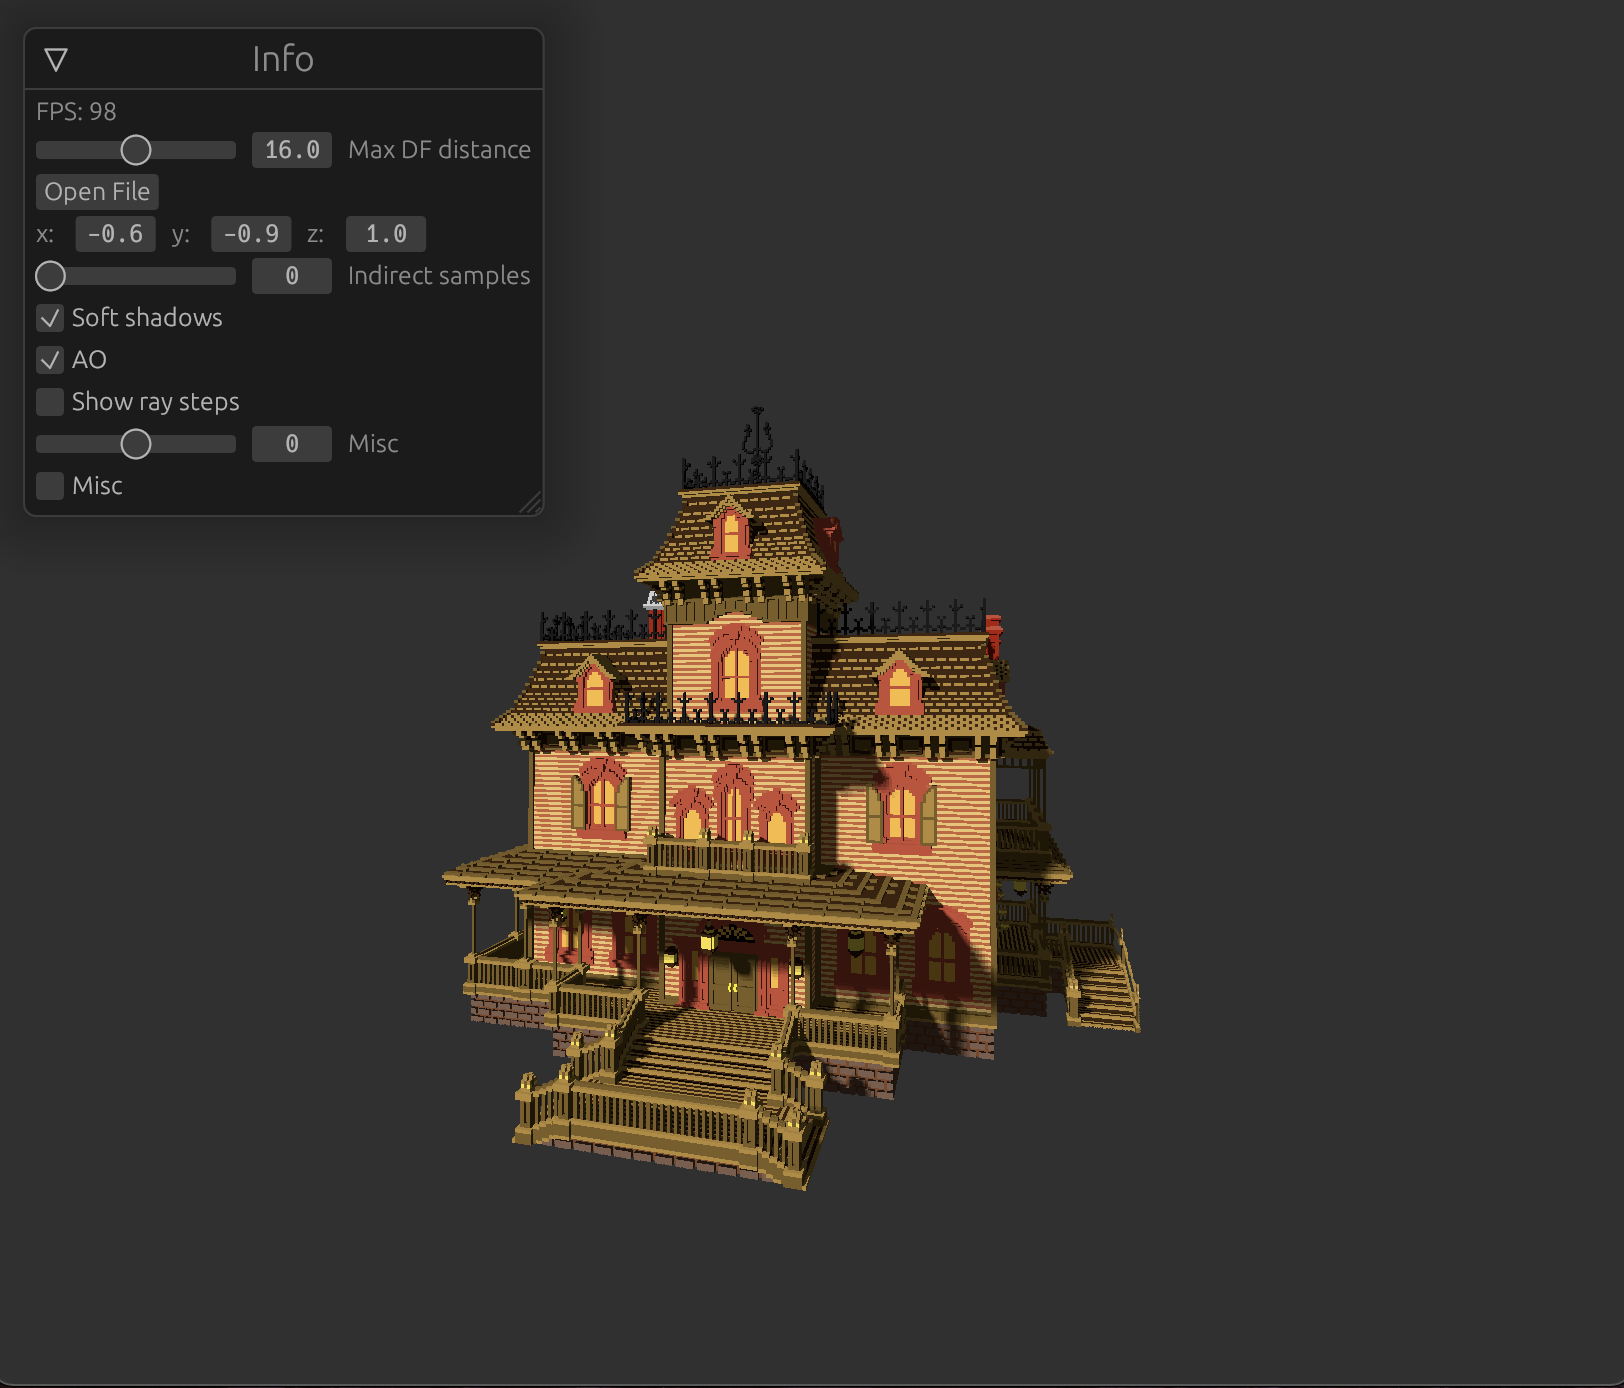 Info
FPS: 98
16.0 Max DF distance
Open File
x: -0.6 y: -0.9 z: 1.0
0 Indirect samples
Soft shadows
AO
Show ray steps
0 Misc
Misc